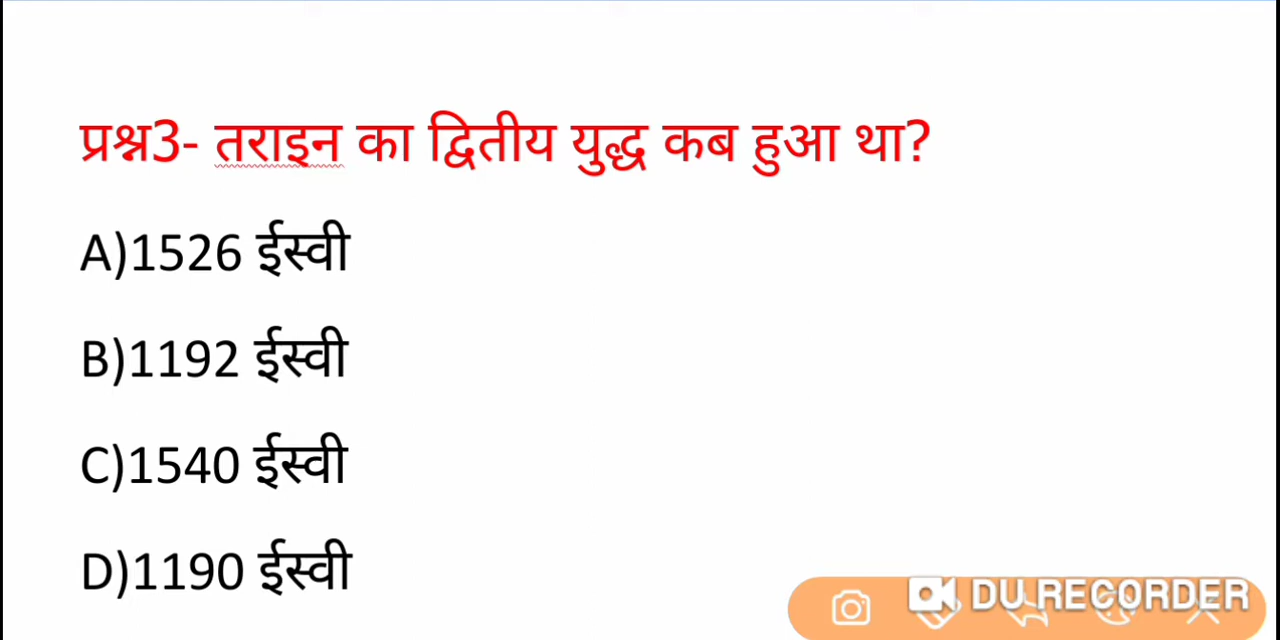 प्रश्न3- तराइन का द्वितीय युद्ध कब हुआ था?
A)1526 ईस्वी
B)1192 ईस्वी
C)1540 ईस्वी
D)1190 ईस्वी
DU RECORDER